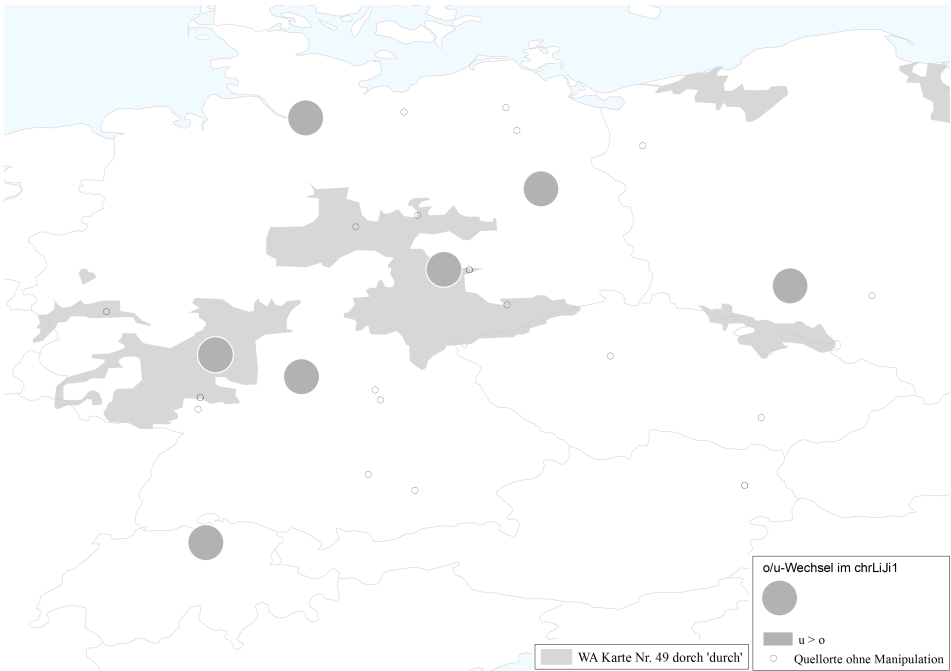 o/u-Wechsel im chrLiJi1
u > o
Quellorte ohne Manipulation
WA Karte Nr. 49 dorch 'durch'